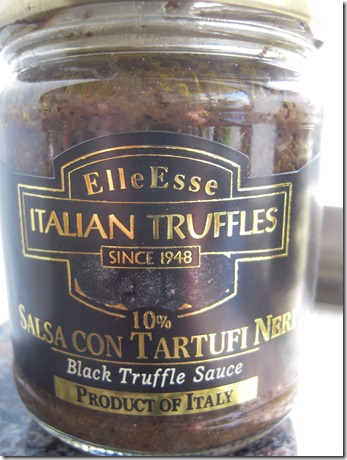 ElleEsse
ITALIAN TRUFFLES
SINCE 1948
10%
SALSA CON TARTUFI NERI
Black Truffle Sauce
PRODUCT OF ITALY